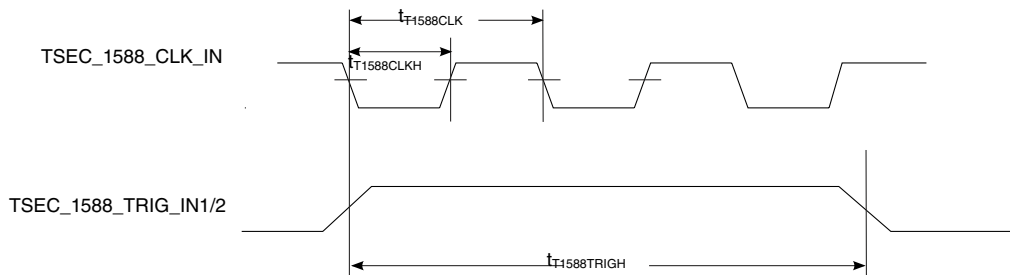 tT1588CLK
TSEC_1588_CLK_IN
tT1588CLKH
TSEC_1588_TRIG_IN1/2
tT1588TRIGH